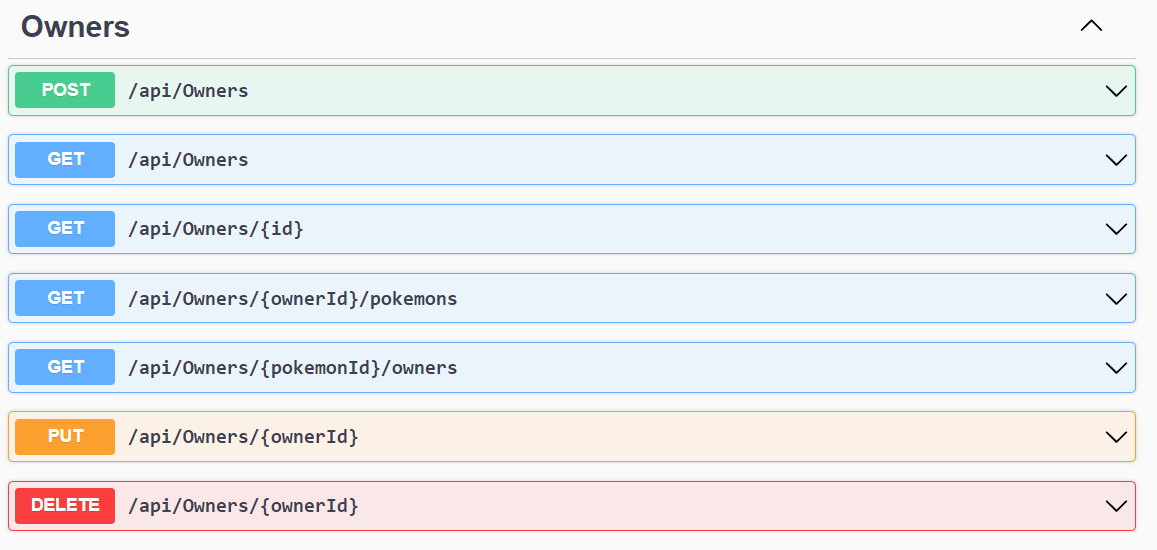 Owners
POST /api/Owners
GET /api/Owners
GET /api/Owners/{id}
GET /api/Owners/{ownerId}/pokemons
GET /api/Owners/{pokemonId}/owners
PUT /api/Owners/{ownerId}
DELETE /api/Owners/{ownerId}